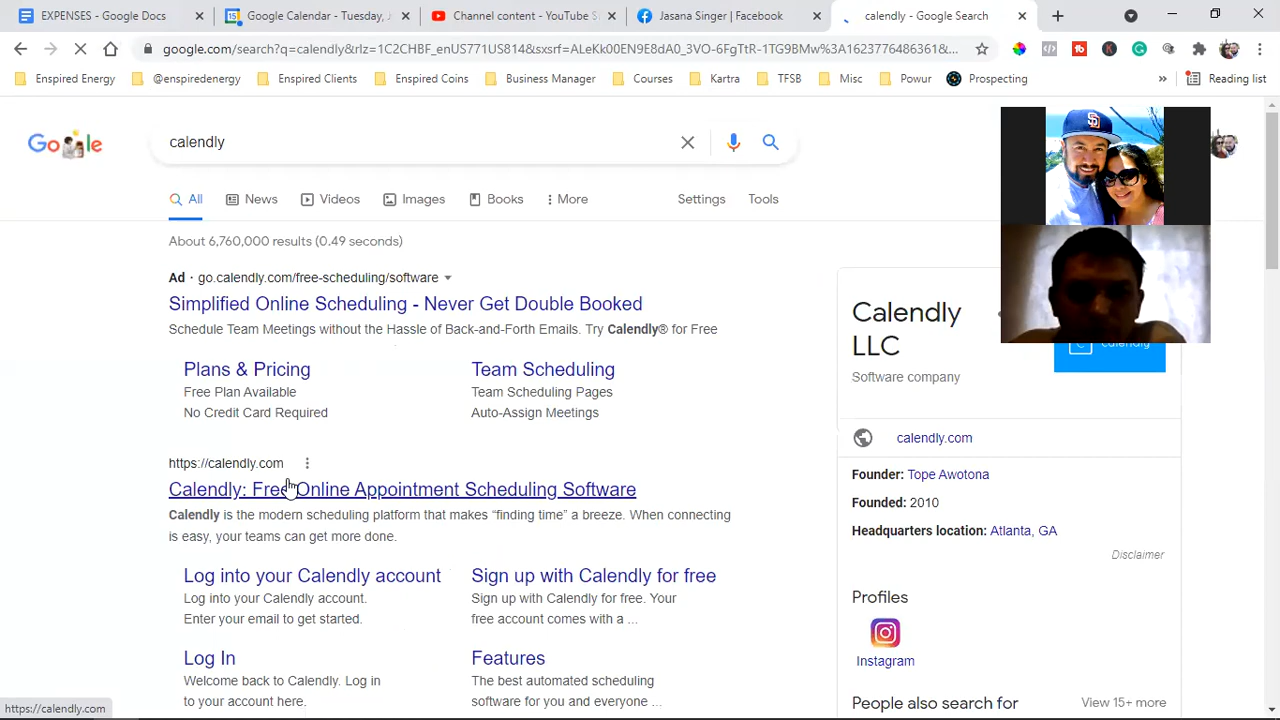 EXPENSES - Google Docs
Google Calendar - Tuesday, J
Channel content - YouTube S
Jasana Singer | Facebook
calendly - Google Search
google.com/search?q=calendly&rlz=1C2CHBF_enUS771US814&sxsrf=ALeKk00EN9E8dA0_3VO-6FgTtR-1TG9BMw%3A1623776486361&...
Enspired Energy
@enspiredenergy
Enspired Clients
Enspired Coins
Business Manager
Courses
Kartra
TFSB
Misc
Powur
Prospecting
»
Reading list
calendly
All
News
Videos
Images
Books
More
Settings
Tools
About 6,760,000 results (0.49 seconds)
Ad · go.calendly.com/free-scheduling/software
Simplified Online Scheduling - Never Get Double Booked
Schedule Team Meetings without the Hassle of Back-and-Forth Emails. Try Calendly® for Free
Plans & Pricing
Free Plan Available
No Credit Card Required
Team Scheduling
Team Scheduling Pages
Auto-Assign Meetings
https://calendly.com
Calendly: Free Online Appointment Scheduling Software
Calendly is the modern scheduling platform that makes “finding time” a breeze. When connecting
is easy, your teams can get more done.
Log into your Calendly account
Log into your Calendly account.
Enter your email to get started.
Sign up with Calendly for free
Sign up with Calendly for free. Your
free account comes with a ...
Log In
Welcome back to Calendly. Log in
to your account here.
Features
The best automated scheduling
software for you and everyone ...
Calendly
LLC
Software company
calendly.com
Founder: Tope Awotona
Founded: 2010
Headquarters location: Atlanta, GA
Disclaimer
Profiles
Instagram
People also search for
View 15+ more
https://calendly.com